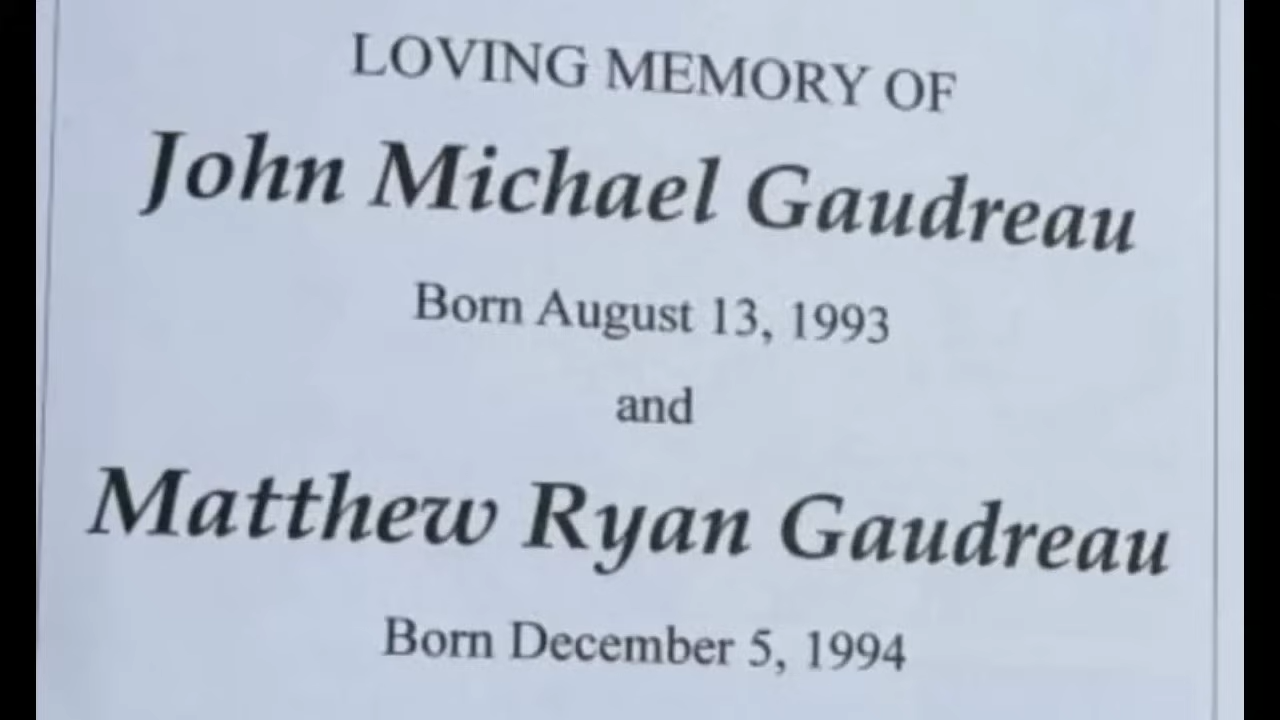 LOVING MEMORY OF
John Michael Gaudreau
Born August 13, 1993
and
Matthew Ryan Gaudreau
Born December 5, 1994